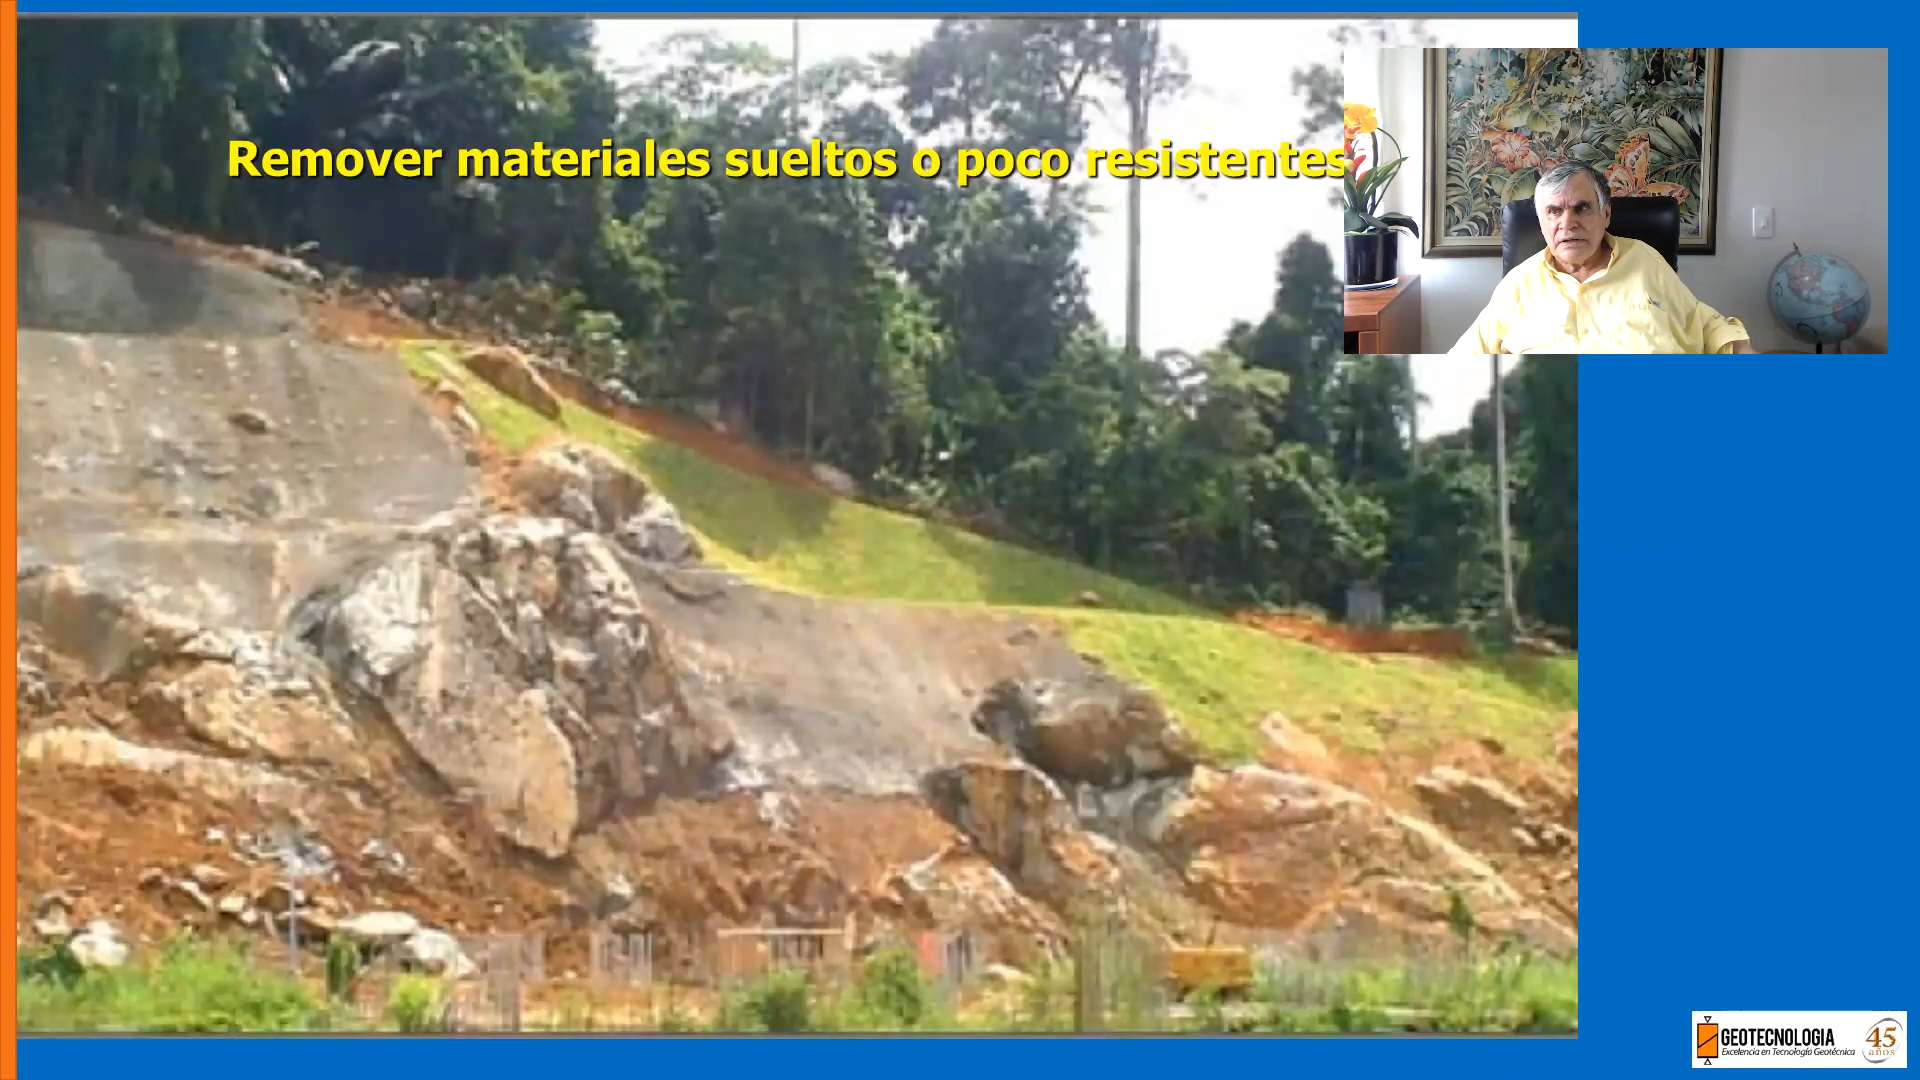 Remover materiales sueltos o poco resistentes
GEOTECNOLOGIA
Excelencia en Tecnología Geotécnica
45
años